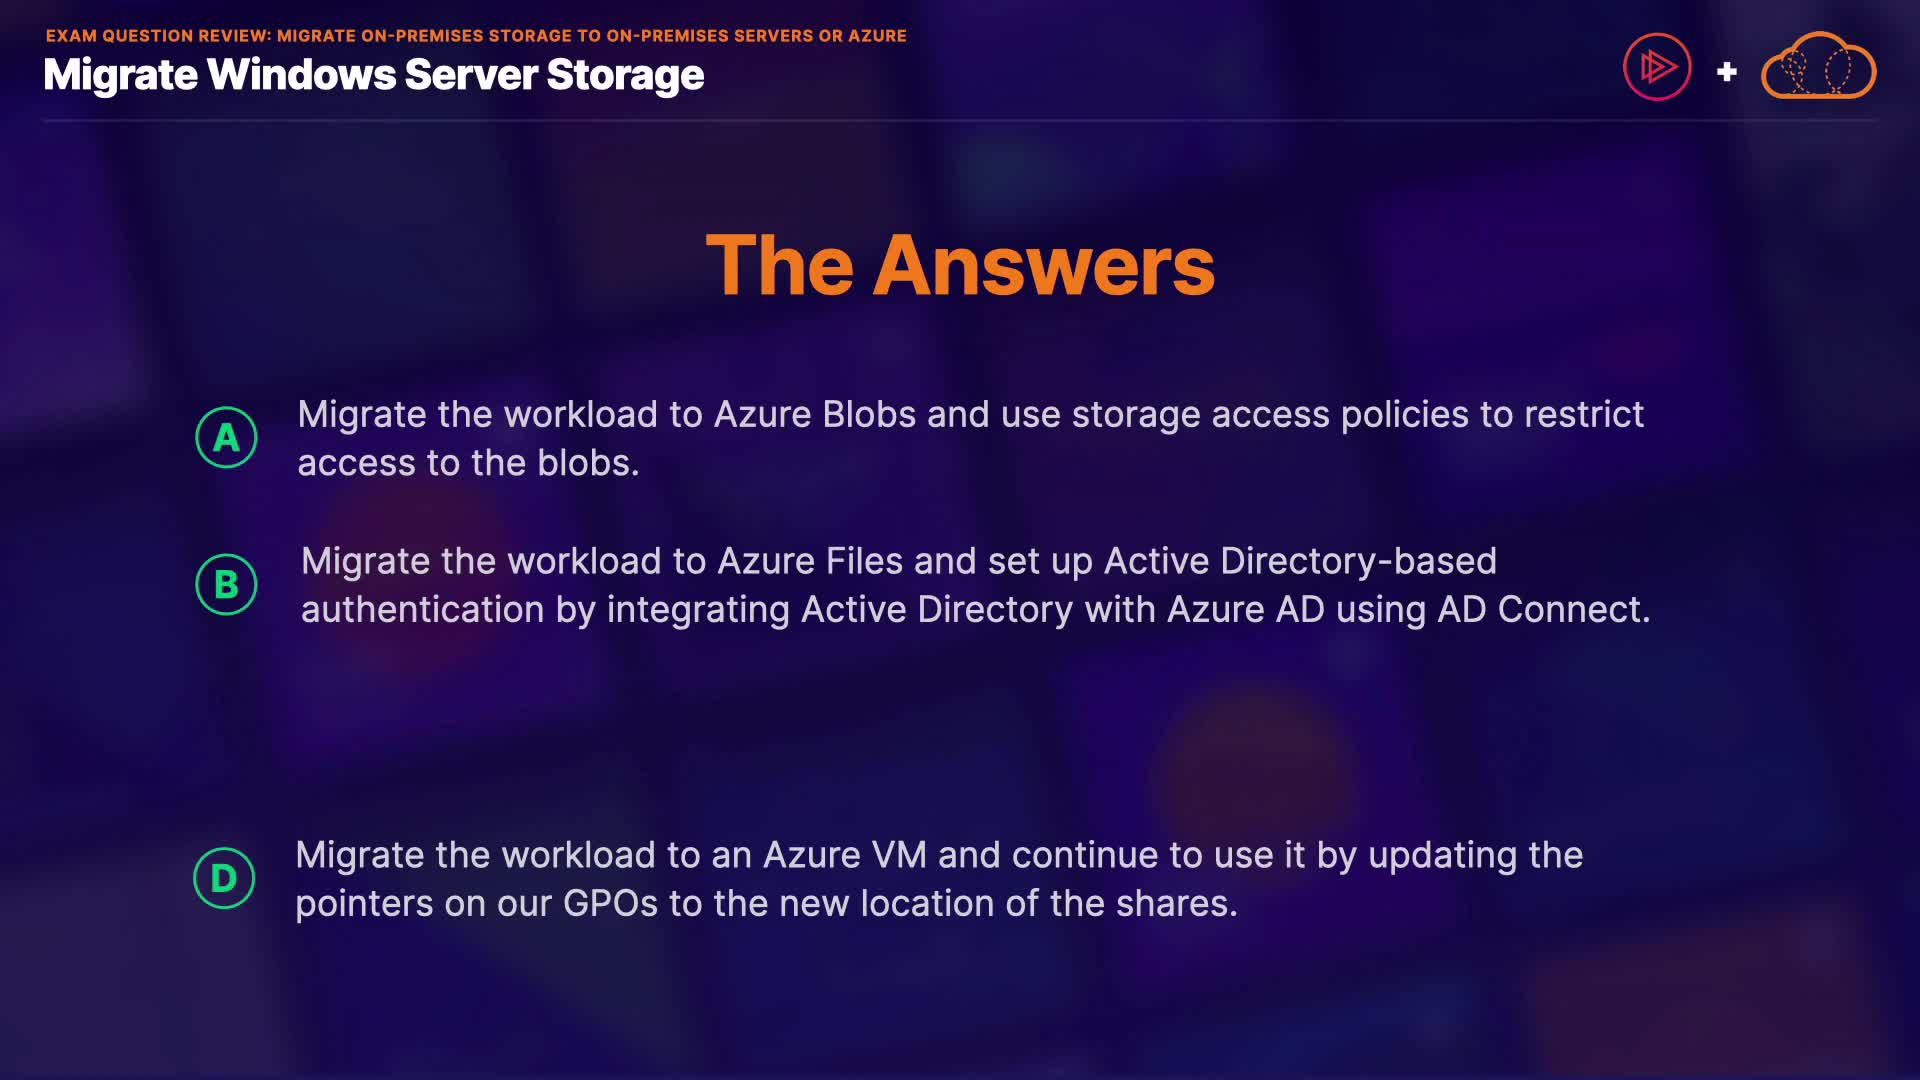 EXAM QUESTION REVIEW: MIGRATE ON-PREMISES STORAGE TO ON-PREMISES SERVERS OR AZURE
Migrate Windows Server Storage
The Answers
A
Migrate the workload to Azure Blobs and use storage access policies to restrict
access to the blobs.
B
Migrate the workload to Azure Files and set up Active Directory-based
authentication by integrating Active Directory with Azure AD using AD Connect.
D
Migrate the workload to an Azure VM and continue to use it by updating the
pointers on our GPOs to the new location of the shares.